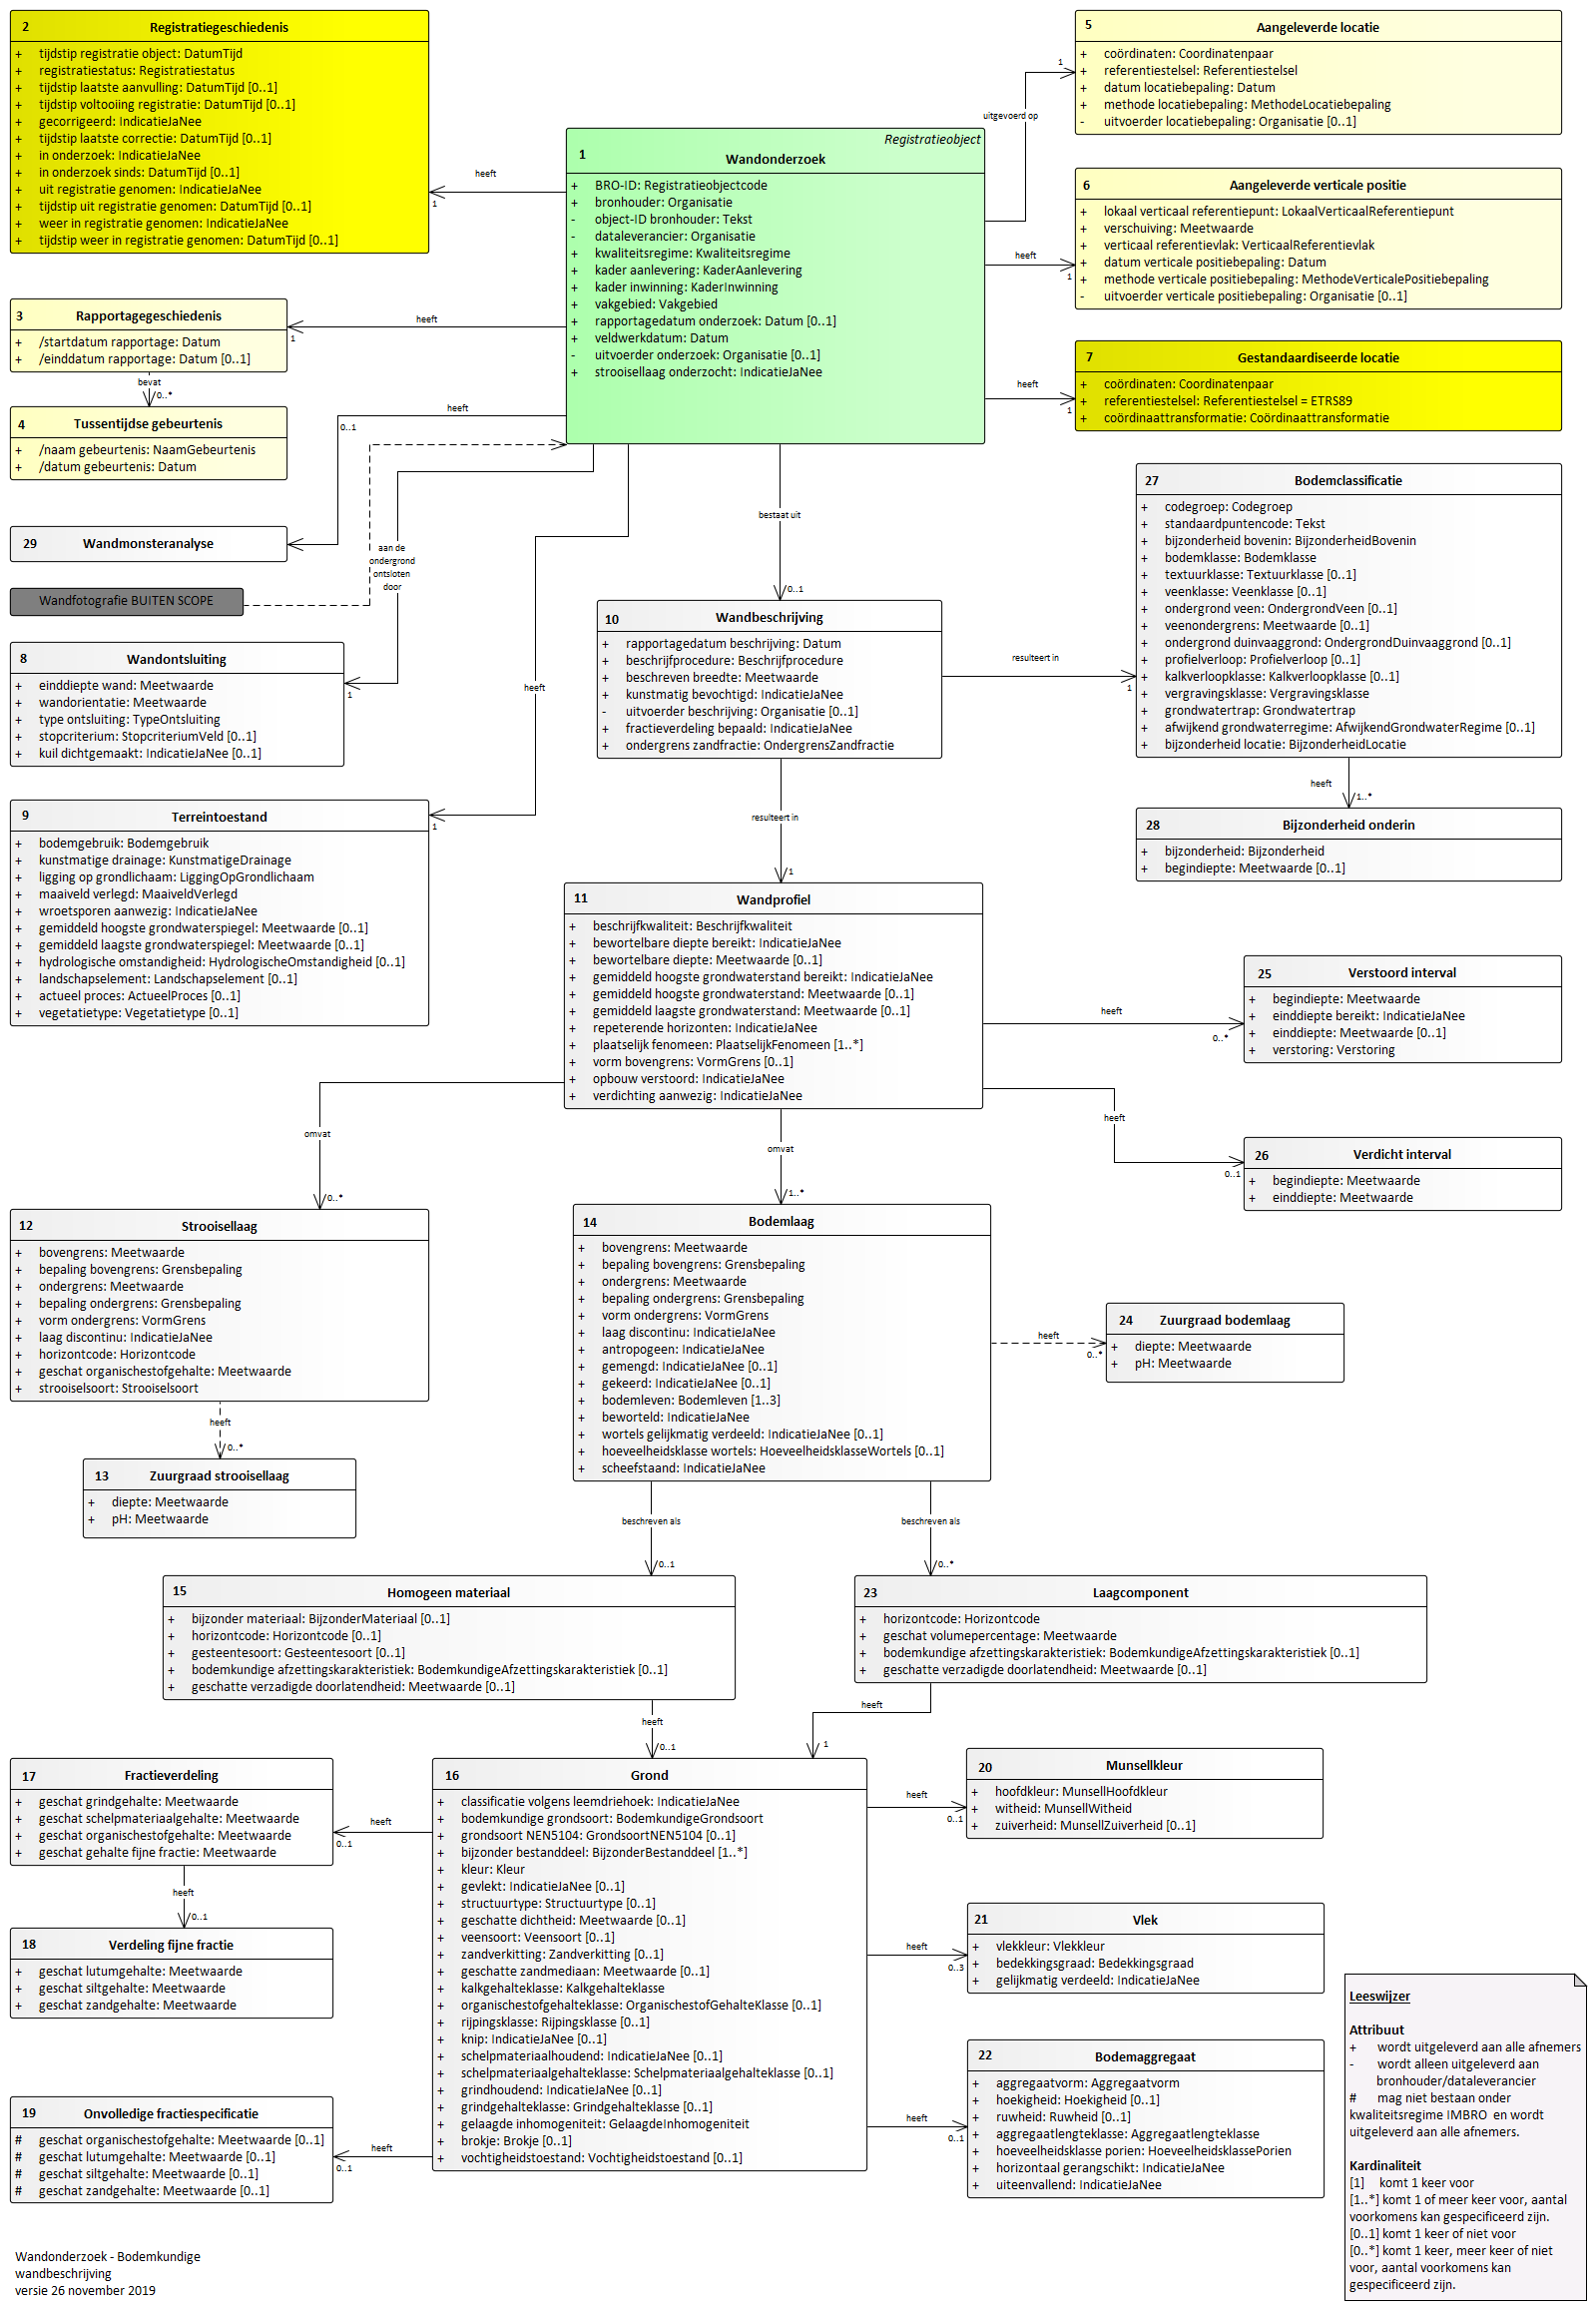 2 Registratiegeschiedenis
+ tijdstip registratie object: DatumTijd
+ registratiestatus: Registratiestatus
+ tijdstip laatste aanvulling: DatumTijd [0..1]
+ tijdstip voltooiing registratie: DatumTijd [0..1]
+ gecorrigeerd: IndicatieJaNee
+ tijdstip laatste correctie: DatumTijd [0..1]
+ in onderzoek: IndicatieJaNee
+ in onderzoek sinds: DatumTijd [0..1]
+ uit registratie genomen: IndicatieJaNee
+ tijdstip uit registratie genomen: DatumTijd [0..1]
+ weer in registratie genomen: IndicatieJaNee
+ tijdstip weer in registratie genomen: DatumTijd [0..1]
heeft
1
Registratieobject
1 Wandonderzoek
+ BRO-ID: Registratieobjectcode
+ bronhouder: Organisatie
- object-ID bronhouder: Tekst
- dataleverancier: Organisatie
+ kwaliteitsregime: Kwaliteitsregime
+ kader aanlevering: KaderAanlevering
+ kader inwinning: KaderInwinning
+ vakgebied: Vakgebied
+ rapportagedatum onderzoek: Datum [0..1]
+ veldwerkdatum: Datum
- uitvoerder onderzoek: Organisatie [0..1]
+ strooisellaag onderzocht: IndicatieJaNee
uitgevoerd op
1
5 Aangeleverde locatie
+ coördinaten: Coordinatenpaar
+ referentiestelsel: Referentiestelsel
+ datum locatiebepaling: Datum
+ methode locatiebepaling: MethodeLocatiebepaling
- uitvoerder locatiebepaling: Organisatie [0..1]
heeft
1
6 Aangeleverde verticale positie
+ lokaal verticaal referentiepunt: LokaalVerticaalReferentiepunt
+ verschuiving: Meetwaarde
+ verticaal referentievlak: VerticaalReferentievlak
+ datum verticale positiebepaling: Datum
+ methode verticale positiebepaling: MethodeVerticalePositiebepaling
- uitvoerder verticale positiebepaling: Organisatie [0..1]
heeft
1
7 Gestandaardiseerde locatie
+ coördinaten: Coordinatenpaar
+ referentiestelsel: Referentiestelsel = ETRS89
+ coördinaattransformatie: Coördinaattransformatie
heeft
1
3 Rapportagegeschiedenis
+ /startdatum rapportage: Datum
+ /einddatum rapportage: Datum [0..1]
bevat
0..*
4 Tussentijdse gebeurtenis
+ /naam gebeurtenis: NaamGebeurtenis
+ /datum gebeurtenis: Datum
heeft
0..1
29 Wandmonsteranalyse
Wandfotografie BUITEN SCOPE
aan de
ondergrond
ontsloten
door
1
8 Wandontsluiting
+ einddiepte wand: Meetwaarde
+ wandorientatie: Meetwaarde
+ type ontsluiting: TypeOntsluiting
+ stopcriterium: StopcriteriumVeld [0..1]
+ kuil dichtgemaakt: IndicatieJaNee [0..1]
heeft
1
9 Terreintoestand
+ bodemgebruik: Bodemgebruik
+ kunstmatige drainage: KunstmatigeDrainage
+ ligging op grondlichaam: LiggingOpGrondlichaam
+ maaiveld verlegd: MaaiveldVerlegd
+ wroetsporen aanwezig: IndicatieJaNee
+ gemiddeld hoogste grondwaterspiegel: Meetwaarde [0..1]
+ gemiddeld laagste grondwaterspiegel: Meetwaarde [0..1]
+ hydrologische omstandigheid: HydrologischeOmstandigheid [0..1]
+ landschapselement: Landschapselement [0..1]
+ actueel proces: ActueelProces [0..1]
+ vegetatietype: Vegetatietype [0..1]
bestaat uit
0..1
10 Wandbeschrijving
+ rapportagedatum beschrijving: Datum
+ beschrijfprocedure: Beschrijfprocedure
+ beschreven breedte: Meetwaarde
+ kunstmatig bevochtigd: IndicatieJaNee
- uitvoerder beschrijving: Organisatie [0..1]
+ fractieverdeling bepaald: IndicatieJaNee
+ ondergrens zandfractie: OndergrensZandfractie
resulteert in
1
27 Bodemclassificatie
+ codegroep: Codegroep
+ standaardpuntencode: Tekst
+ bijzonderheid bovenin: BijzonderheidBovenin
+ bodemklasse: Bodemklasse
+ textuurklasse: Textuurklasse [0..1]
+ veenklasse: Veenklasse [0..1]
+ ondergrond veen: OndergrondVeen [0..1]
+ veenondergrens: Meetwaarde [0..1]
+ ondergrond duinvaaggrond: OndergrondDuinvaaggrond [0..1]
+ profielverloop: Profielverloop [0..1]
+ kalkverloopklasse: Kalkverloopklasse [0..1]
+ vergravingsklasse: Vergravingsklasse
+ grondwatertrap: Grondwatertrap
+ afwijkend grondwaterregime: AfwijkendGrondwaterRegime [0..1]
+ bijzonderheid locatie: BijzonderheidLocatie
heeft
1..*
28 Bijzonderheid onderin
+ bijzonderheid: Bijzonderheid
+ begindiepte: Meetwaarde [0..1]
resulteert in
1
11 Wandprofiel
+ beschrijfkwaliteit: Beschrijfkwaliteit
+ bewortelbare diepte bereikt: IndicatieJaNee
+ bewortelbare diepte: Meetwaarde [0..1]
+ gemiddeld hoogste grondwaterstand bereikt: IndicatieJaNee
+ gemiddeld hoogste grondwaterstand: Meetwaarde [0..1]
+ gemiddeld laagste grondwaterstand: Meetwaarde [0..1]
+ repeterende horizonten: IndicatieJaNee
+ plaatselijk fenomeen: PlaatselijkFenomeen [1..*]
+ vorm bovengrens: VormGrens [0..1]
+ opbouw verstoord: IndicatieJaNee
+ verdichting aanwezig: IndicatieJaNee
heeft
0..*
25 Verstoord interval
+ begindiepte: Meetwaarde
+ einddiepte bereikt: IndicatieJaNee
+ einddiepte: Meetwaarde [0..1]
+ verstoring: Verstoring
heeft
0..1
26 Verdicht interval
+ begindiepte: Meetwaarde
+ einddiepte: Meetwaarde
omvat
0..*
12 Strooisellaag
+ bovengrens: Meetwaarde
+ bepaling bovengrens: Grensbepaling
+ ondergrens: Meetwaarde
+ bepaling ondergrens: Grensbepaling
+ vorm ondergrens: VormGrens
+ laag discontinu: IndicatieJaNee
+ horizontcode: Horizontcode
+ geschat organischestofgehalte: Meetwaarde
+ strooiselsoort: Strooiselsoort
heeft
0..*
13 Zuurgraad strooisellaag
+ diepte: Meetwaarde
+ pH: Meetwaarde
omvat
1..*
14 Bodemlaag
+ bovengrens: Meetwaarde
+ bepaling bovengrens: Grensbepaling
+ ondergrens: Meetwaarde
+ bepaling ondergrens: Grensbepaling
+ vorm ondergrens: VormGrens
+ laag discontinu: IndicatieJaNee
+ antropogeen: IndicatieJaNee
+ gemengd: IndicatieJaNee [0..1]
+ gekeerd: IndicatieJaNee [0..1]
+ bodemleven: Bodemleven [1..3]
+ beworteld: IndicatieJaNee
+ wortels gelijkmatig verdeeld: IndicatieJaNee [0..1]
+ hoeveelheidsklasse wortels: HoeveelheidsklasseWortels [0..1]
+ scheefstaand: IndicatieJaNee
heeft
0..*
24 Zuurgraad bodemlaag
+ diepte: Meetwaarde
+ pH: Meetwaarde
beschreven als
0..1
15 Homogeen materiaal
+ bijzonder materiaal: BijzonderMateriaal [0..1]
+ horizontcode: Horizontcode [0..1]
+ gesteentesoort: Gesteentesoort [0..1]
+ bodemkundige afzettingskarakteristiek: BodemkundigeAfzettingskarakteristiek [0..1]
+ geschatte verzadigde doorlatendheid: Meetwaarde [0..1]
beschreven als
0..*
23 Laagcomponent
+ horizontcode: Horizontcode
+ geschat volumepercentage: Meetwaarde
+ bodemkundige afzettingskarakteristiek: BodemkundigeAfzettingskarakteristiek [0..1]
+ geschatte verzadigde doorlatendheid: Meetwaarde [0..1]
heeft
0..1
heeft
1
16 Grond
+ classificatie volgens leemdriehoek: IndicatieJaNee
+ bodemkundige grondsoort: BodemkundigeGrondsoort
+ grondsoort NEN5104: GrondsoortNEN5104 [0..1]
+ bijzonder bestanddeel: BijzonderBestanddeel [1..*]
+ kleur: Kleur
+ gevlekt: IndicatieJaNee [0..1]
+ structuurtype: Structuurtype [0..1]
+ geschatte dichtheid: Meetwaarde [0..1]
+ veensoort: Veensoort [0..1]
+ zandverkitting: Zandverkitting [0..1]
+ geschatte zandmediaan: Meetwaarde [0..1]
+ kalkgehalteklasse: Kalkgehalteklasse
+ organischestofgehalteklasse: OrganischestofGehalteKlasse [0..1]
+ rijpingsklasse: Rijpingsklasse [0..1]
+ knip: IndicatieJaNee [0..1]
+ schelpmateriaalhoudend: IndicatieJaNee [0..1]
+ schelpmateriaalgehalteklasse: Schelpmateriaalgehalteklasse [0..1]
+ grindhoudend: IndicatieJaNee [0..1]
+ grindgehalteklasse: Grindgehalteklasse [0..1]
+ gelaagde inhomogeniteit: GelaagdeInhomogeniteit
+ brokje: Brokje [0..1]
+ vochtigheidstoestand: Vochtigheidstoestand [0..1]
heeft
0..1
17 Fractieverdeling
+ geschat grindgehalte: Meetwaarde
+ geschat schelpmateriaalgehalte: Meetwaarde
+ geschat organischestofgehalte: Meetwaarde
+ geschat gehalte fijne fractie: Meetwaarde
heeft
0..1
18 Verdeling fijne fractie
+ geschat lutumgehalte: Meetwaarde
+ geschat siltgehalte: Meetwaarde
+ geschat zandgehalte: Meetwaarde
heeft
0..1
19 Onvolledige fractiespecificatie
# geschat organischestofgehalte: Meetwaarde [0..1]
# geschat lutumgehalte: Meetwaarde [0..1]
# geschat siltgehalte: Meetwaarde [0..1]
# geschat zandgehalte: Meetwaarde [0..1]
heeft
0..1
20 Munsellkleur
+ hoofdkleur: MunsellHoofdkleur
+ witheid: MunsellWitheid
+ zuiverheid: MunsellZuiverheid [0..1]
heeft
0..3
21 Vlek
+ vlekkleur: Vlekkleur
+ bedekkingsgraad: Bedekkingsgraad
+ gelijkmatig verdeeld: IndicatieJaNee
heeft
0..1
22 Bodemaggregaat
+ aggregaatvorm: Aggregaatvorm
+ hoekigheid: Hoekigheid [0..1]
+ ruwheid: Ruwheid [0..1]
+ aggregaatlengteklasse: Aggregaatlengteklasse
+ hoeveelheidsklasse porien: HoeveelheidsklassePorien
+ horizontaal gerangschikt: IndicatieJaNee
+ uiteenvallend: IndicatieJaNee
Leeswijzer
Attribuut
+ wordt uitgeleverd aan alle afnemers
- wordt alleen uitgeleverd aan
bronhouder/dataleverancier
# mag niet bestaan onder
kwaliteitsregime IMBRO en wordt
uitgeleverd aan alle afnemers.
Kardinaliteit
[1] komt 1 keer voor
[1..*] komt 1 of meer keer voor, aantal
voorkomens kan gespecificeerd zijn.
[0..1] komt 1 keer of niet voor
[0..*] komt 1 keer, meer keer of niet
voor, aantal voorkomens kan
gespecificeerd zijn.
Wandonderzoek - Bodemkundige
wandbeschrijving
versie 26 november 2019